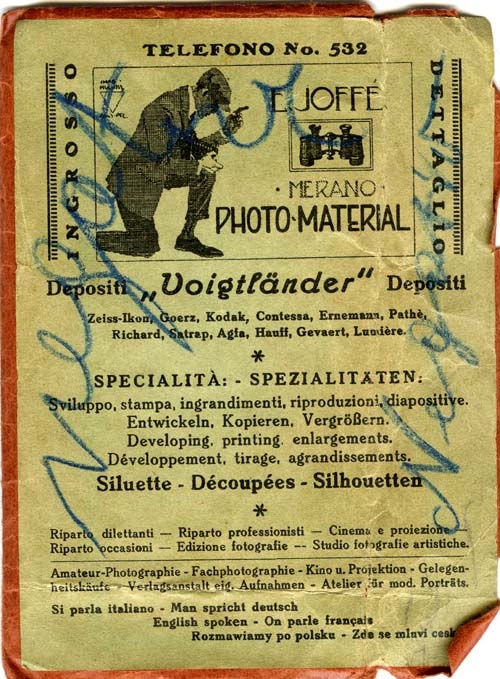 TELEFONO No. 532
INGROSSO
DETTAGLIO
E. JOFFÉ
· MERANO ·
PHOTO·MATERIAL
Depositi „Voigtländer" Depositi
Zeiss-Ikon, Goerz, Kodak, Contessa, Ernemann, Pathè,
Richard, Satrap, Agfa, Hauff, Gevaert, Lumière.
*
SPECIALITÀ: - SPEZIALITÄTEN:
Sviluppo, stampa, ingrandimenti, riproduzioni, diapositive.
Entwickeln, Kopieren, Vergrößern.
Developing, printing, enlargements.
Développement, tirage, agrandissements.
Siluette - Découpées - Silhouetten
*
Riparto dilettanti — Riparto professionisti — Cinema e proiezione —
Riparto occasioni — Edizione fotografie — Studio fotografie artistiche.
Amateur-Photographie - Fachphotographie - Kino u. Projektion - Gelegen-
heitskäufe - Verlagsanstalt eig. Aufnahmen - Atelier für mod. Porträts.
Si parla italiano - Man spricht deutsch
English spoken - On parle français
Rozmawiamy po polsku - Zde se mluvi cesk